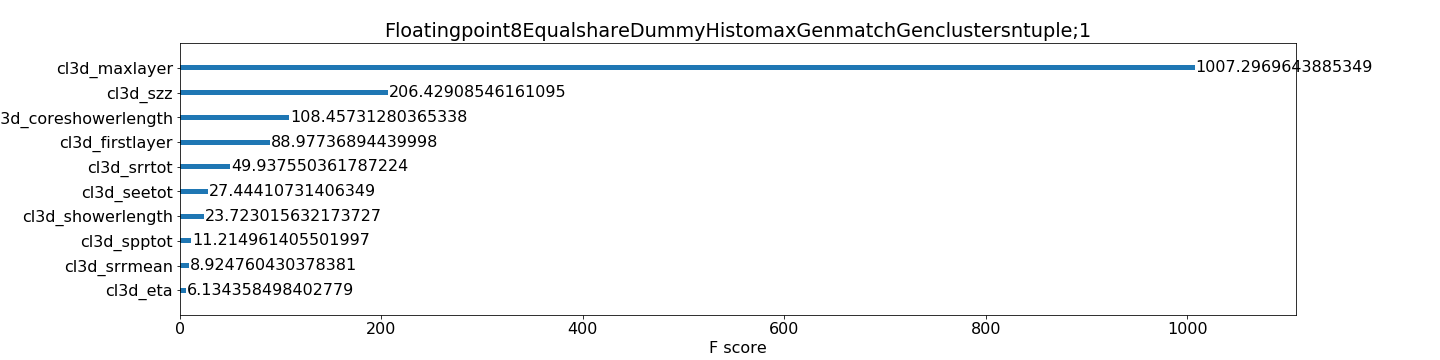 Floatingpoint8EqualshareDummyHistomaxGenmatchGenclustersntuple;1
cl3d_maxlayer 1007.2969643885349
cl3d_szz 206.42908546161095
3d_coreshowerlength 108.45731280365338
cl3d_firstlayer 88.97736894439998
cl3d_srrtot 49.937550361787224
cl3d_seetot 27.44410731406349
cl3d_showerlength 23.723015632173727
cl3d_spptot 11.214961405501997
cl3d_srrmean 8.924760430378381
cl3d_eta 6.134358498402779
0 200 400 600 800 1000
F score